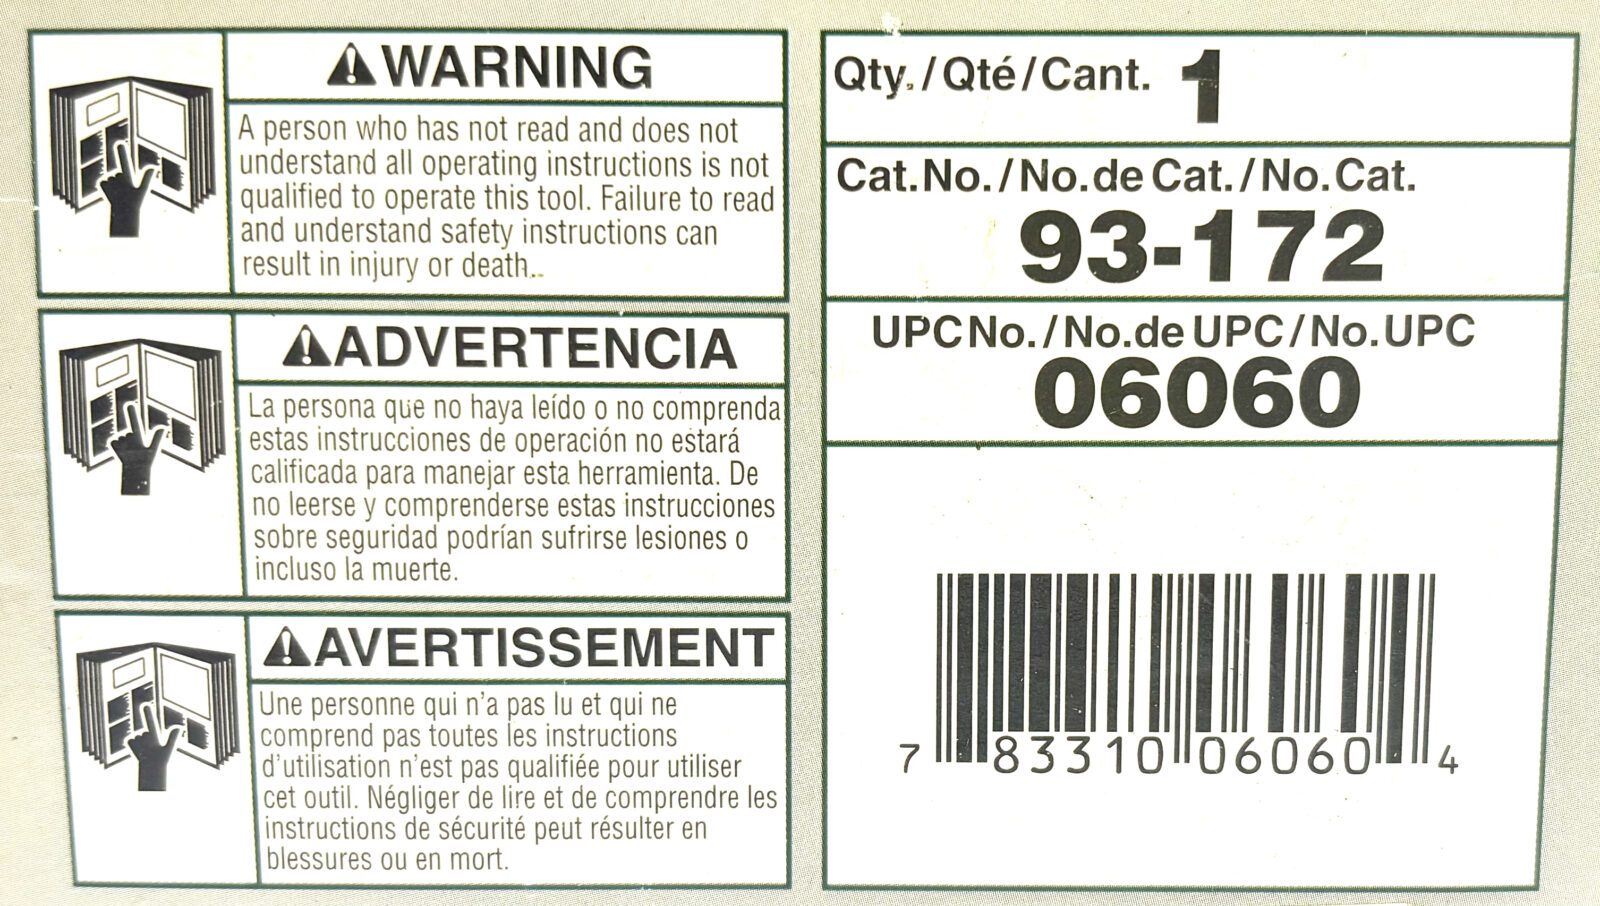 ⚠WARNING
A person who has not read and does not
understand all operating instructions is not
qualified to operate this tool. Failure to read
and understand safety instructions can
result in injury or death..
⚠ADVERTENCIA
La persona que no haya leído o no comprenda
estas instrucciones de operación no estará
calificada para manejar esta herramienta. De
no leerse y comprenderse estas instrucciones
sobre seguridad podrían sufrirse lesiones o
incluso la muerte.
⚠AVERTISSEMENT
Une personne qui n'a pas lu et qui ne
comprend pas toutes les instructions
d'utilisation n'est pas qualifiée pour utiliser
cet outil. Négliger de lire et de comprendre les
instructions de sécurité peut résulter en
blessures ou en mort.
Qty./Qté/Cant. 1
Cat.No./No.de Cat./No.Cat.
93-172
UPC No./No.de UPC/No.UPC
06060
7 83310 06060 4